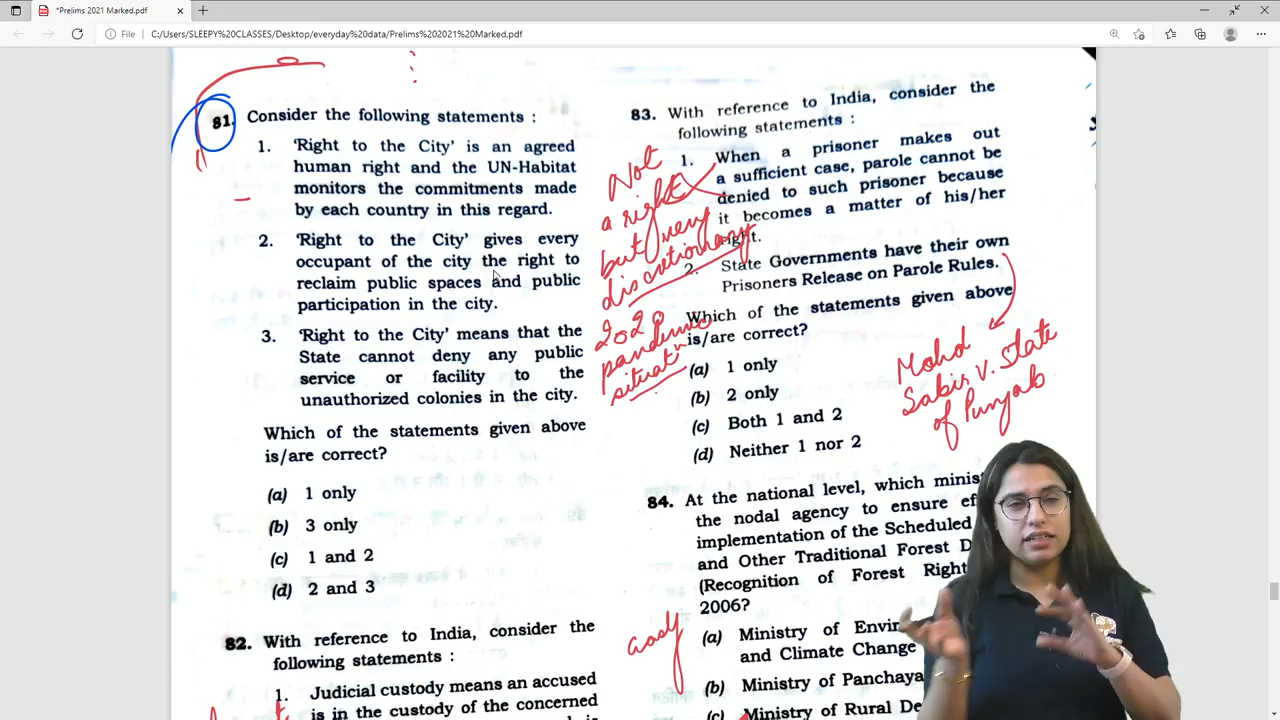 *Prelims 2021 Marked.pdf
File
C:/Users/SLEEPY%20CLASSES/Desktop/everyday%20data/Prelims%202021%20Marked.pdf
81. Consider the following statements :
1. 'Right to the City' is an agreed
human right and the UN-Habitat
monitors the commitments made
by each country in this regard.
2. 'Right to the City' gives every
occupant of the city the right to
reclaim public spaces and public
participation in the city.
3. 'Right to the City' means that the
State cannot deny any public
service or facility to the
unauthorized colonies in the city.
Which of the statements given above
is/are correct?
(a) 1 only
(b) 3 only
(c) 1 and 2
(d) 2 and 3
82. With reference to India, consider the
following statements :
1. Judicial custody means an accused
is in the custody of the concerned
83. With reference to India, consider the
following statements :
1. When a prisoner makes out
a sufficient case, parole cannot be
denied to such prisoner because
it becomes a matter of his/her
right.
2. State Governments have their own
Prisoners Release on Parole Rules.
Which of the statements given above
is/are correct?
(a) 1 only
(b) 2 only
(c) Both 1 and 2
(d) Neither 1 nor 2
Not
a right
but very
discretionary
2020
pandemic
Mohd
Sabir v. State
of Punjab
84. At the national level, which
the nodal agency to ensure
implementation of the Scheduled
and Other Traditional Forest
(Recognition of Forest
2006?
(a) Ministry of
and Climate Change
(b) Ministry of
(c) Ministry of Rural